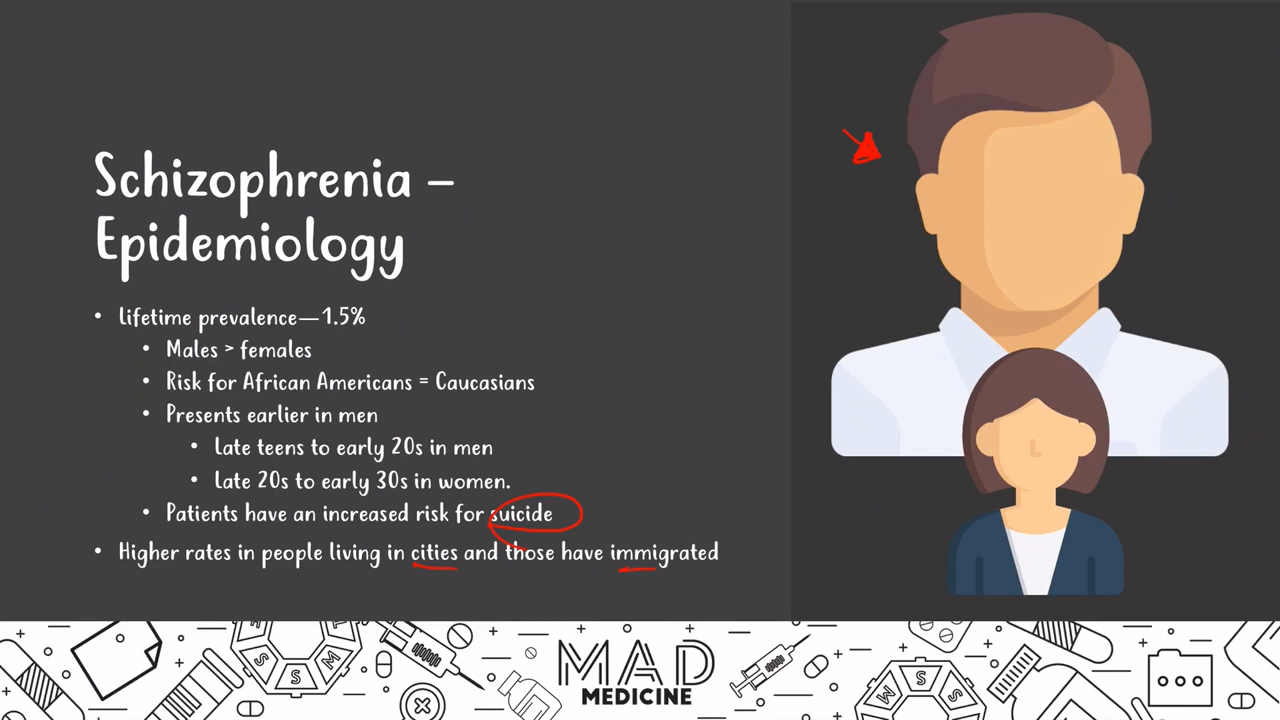 Schizophrenia –
Epidemiology
• Lifetime prevalence—1.5%
• Males > females
• Risk for African Americans = Caucasians
• Presents earlier in men
• Late teens to early 20s in men
• Late 20s to early 30s in women.
• Patients have an increased risk for suicide
• Higher rates in people living in cities and those have immigrated
MAD
MEDICINE